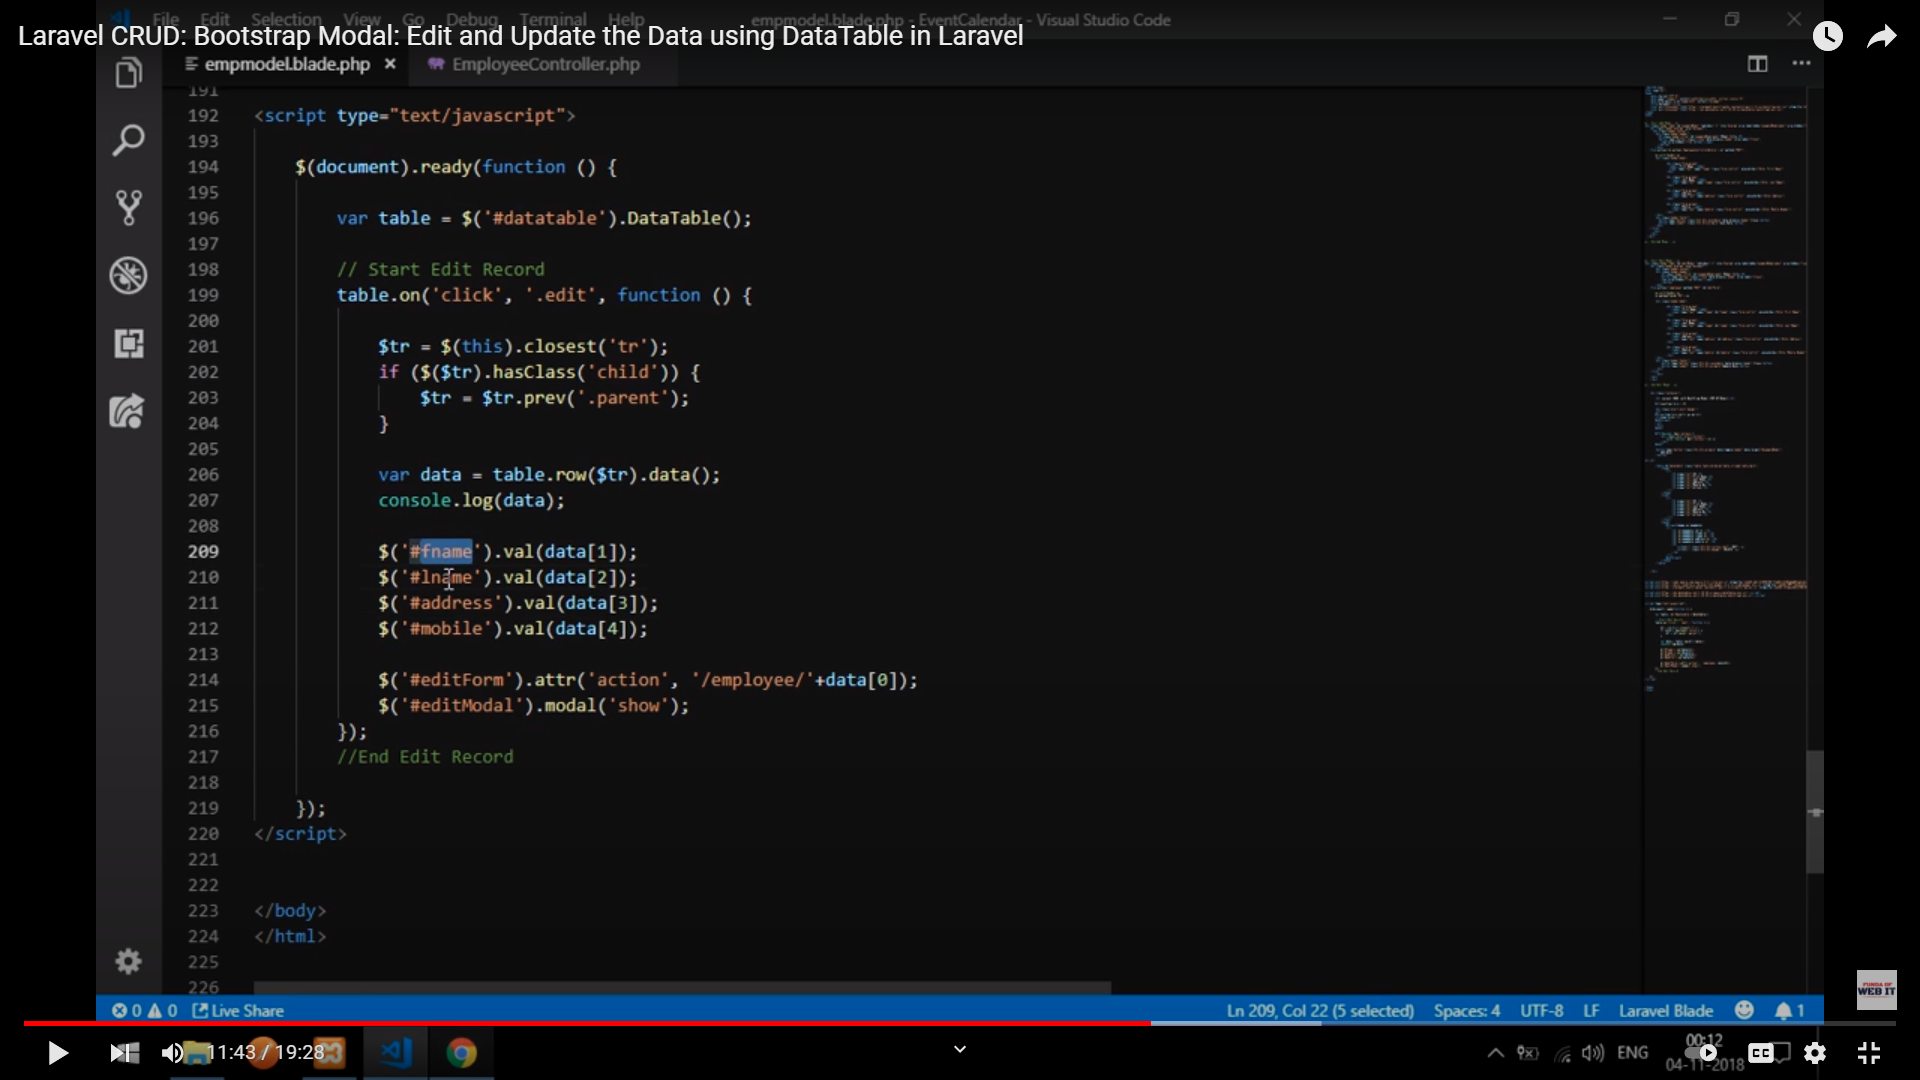 File Edit Selection View Go Debug Terminal Help empmodel.blade.php - EventCalendar - Visual Studio Code
Laravel CRUD: Bootstrap Modal: Edit and Update the Data using DataTable in Laravel
empmodel.blade.php × EmployeeController.php
191
192 <script type="text/javascript">
193
194 $(document).ready(function () {
195
196 var table = $('#datatable').DataTable();
197
198 // Start Edit Record
199 table.on('click', '.edit', function () {
200
201 $tr = $(this).closest('tr');
202 if ($($tr).hasClass('child')) {
203 $tr = $tr.prev('.parent');
204 }
205
206 var data = table.row($tr).data();
207 console.log(data);
208
209 $('#fname').val(data[1]);
210 $('#lname').val(data[2]);
211 $('#address').val(data[3]);
212 $('#mobile').val(data[4]);
213
214 $('#editForm').attr('action', '/employee/'+data[0]);
215 $('#editModal').modal('show');
216 });
217 //End Edit Record
218
219 });
220 </script>
221
222
223 </body>
224 </html>
225
226
FUNDA OF
WEB IT
0 0 Live Share Ln 209, Col 22 (5 selected) Spaces: 4 UTF-8 LF Laravel Blade 1
11:43 / 19:28 ENG 00:12 CC
04-11-2018